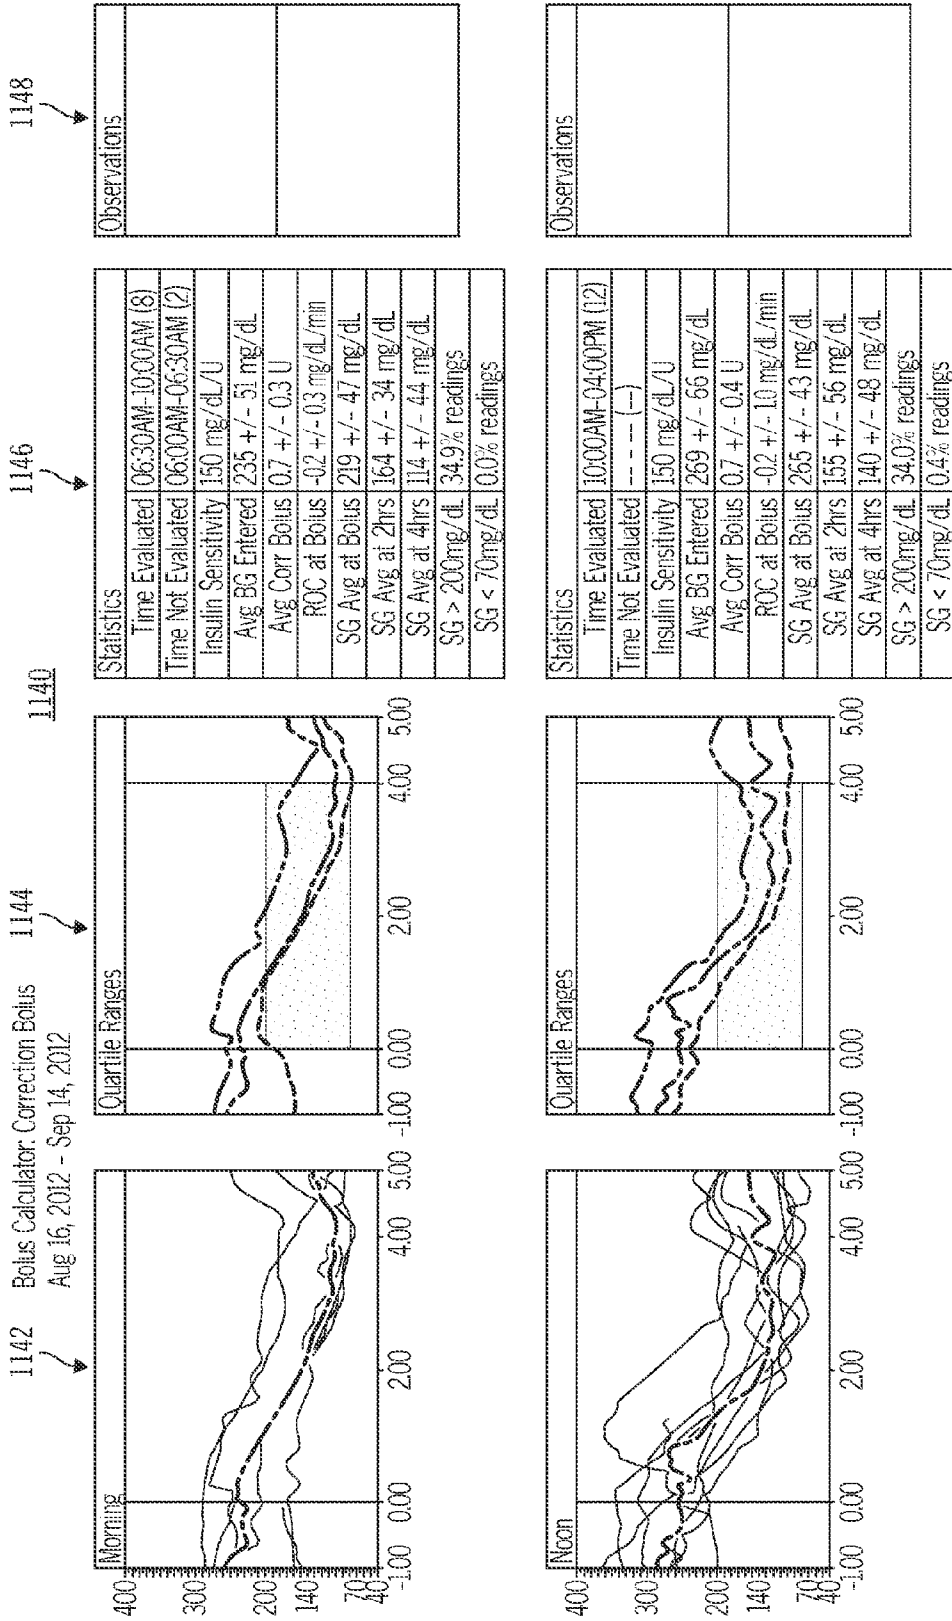 1140
1142
Bolus Calculator: Correction Bolus
Aug 16, 2012 - Sep 14, 2012
1144
1146
1148
Morning
400
300
200
140
70
40
-1.00 0.00 2.00 4.00 5.00
Quartile Ranges
-1.00 0.00 2.00 4.00 5.00
Statistics
Time Evaluated 06:30AM-10:00AM (8)
Time Not Evaluated 06:00AM-06:30AM (2)
Insulin Sensitivity 150 mg/dL/U
Avg BG Entered 235 +/- 51 mg/dL
Avg Corr Bolus 0.7 +/- 0.3 U
ROC at Bolus -0.2 +/- 0.3 mg/dL/min
SG Avg at Bolus 219 +/- 47 mg/dL
SG Avg at 2hrs 164 +/- 34 mg/dL
SG Avg at 4hrs 114 +/- 44 mg/dL
SG > 200mg/dL 34.9% readings
SG < 70mg/dL 0.0% readings
Observations
Noon
400
300
200
140
70
40
-1.00 0.00 2.00 4.00 5.00
Quartile Ranges
-1.00 0.00 2.00 4.00 5.00
Statistics
Time Evaluated 10:00AM-04:00PM (12)
Time Not Evaluated -- -- -- (--)
Insulin Sensitivity 150 mg/dL/U
Avg BG Entered 269 +/- 66 mg/dL
Avg Corr Bolus 0.7 +/- 0.4 U
ROC at Bolus -0.2 +/- 1.0 mg/dL/min
SG Avg at Bolus 265 +/- 43 mg/dL
SG Avg at 2hrs 155 +/- 56 mg/dL
SG Avg at 4hrs 140 +/- 48 mg/dL
SG > 200mg/dL 34.0% readings
SG < 70mg/dL 0.4% readings
Observations